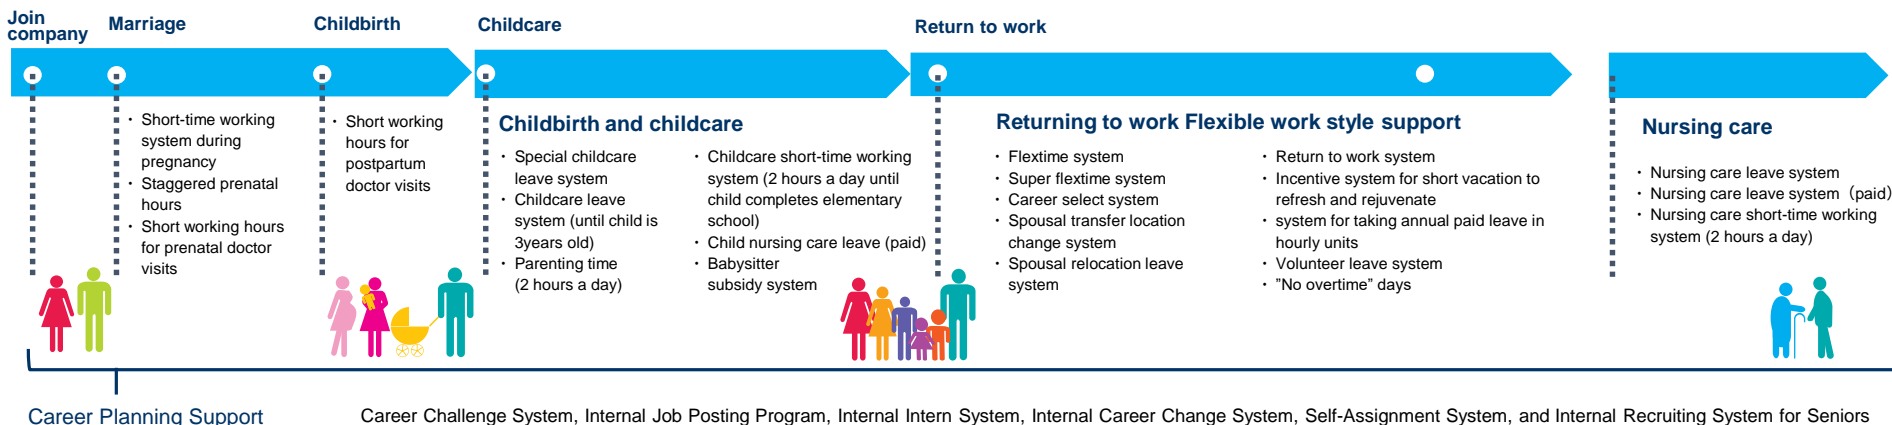 Join
company
Marriage
Childbirth
Childcare
Return to work
・ Short-time working
system during
pregnancy
・ Staggered prenatal
hours
・ Short working hours
for prenatal doctor
visits
・ Short working
hours for
postpartum
doctor visits
Childbirth and childcare
・ Special childcare
leave system
・ Childcare leave
system (until child is
3years old)
・ Parenting time
(2 hours a day)
・ Childcare short-time working
system (2 hours a day until
child completes elementary
school)
・ Child nursing care leave (paid)
・ Babysitter
subsidy system
Returning to work Flexible work style support
・ Flextime system
・ Super flextime system
・ Career select system
・ Spousal transfer location
change system
・ Spousal relocation leave
system
・ Return to work system
・ Incentive system for short vacation to
refresh and rejuvenate
・ system for taking annual paid leave in
hourly units
・ Volunteer leave system
・ ”No overtime” days
Nursing care
・ Nursing care leave system
・ Nursing care leave system（paid）
・ Nursing care short-time working
system (2 hours a day)
Career Planning Support
Career Challenge System, Internal Job Posting Program, Internal Intern System, Internal Career Change System, Self-Assignment System, and Internal Recruiting System for Seniors